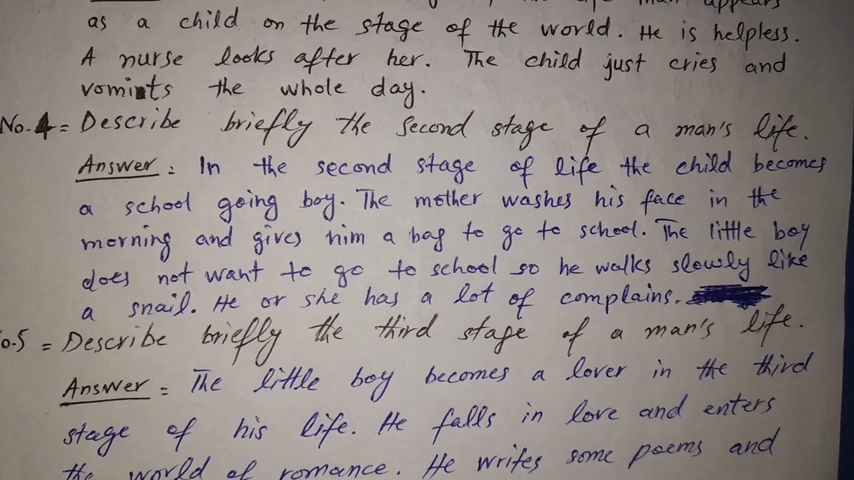 man appears
as a child on the stage of the world. He is helpless.
A nurse looks after her. The child just cries and
vomits the whole day.
No.4 = Describe briefly the second stage of a man's life.
Answer: In the second stage of life the child becomes
a school going boy. The mother washes his face in the
morning and gives him a bag to go to school. The little boy
does not want to go to school so he walks slowly like
a snail. He or she has a lot of complains.
o.5 = Describe briefly the third stage of a man's life.
Answer = The little boy becomes a lover in the third
stage of his life. He falls in love and enters
the world of romance. He writes some poems and